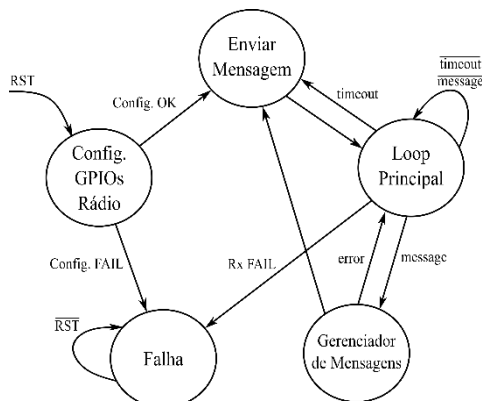 Enviar
Mensagem
timeout
message
RST
Config. OK
timeout
Config.
GPIOs
Rádio
Loop
Principal
Config. FAIL
Rx FAIL
error
message
RST
Falha
Gerenciador
de Mensagens